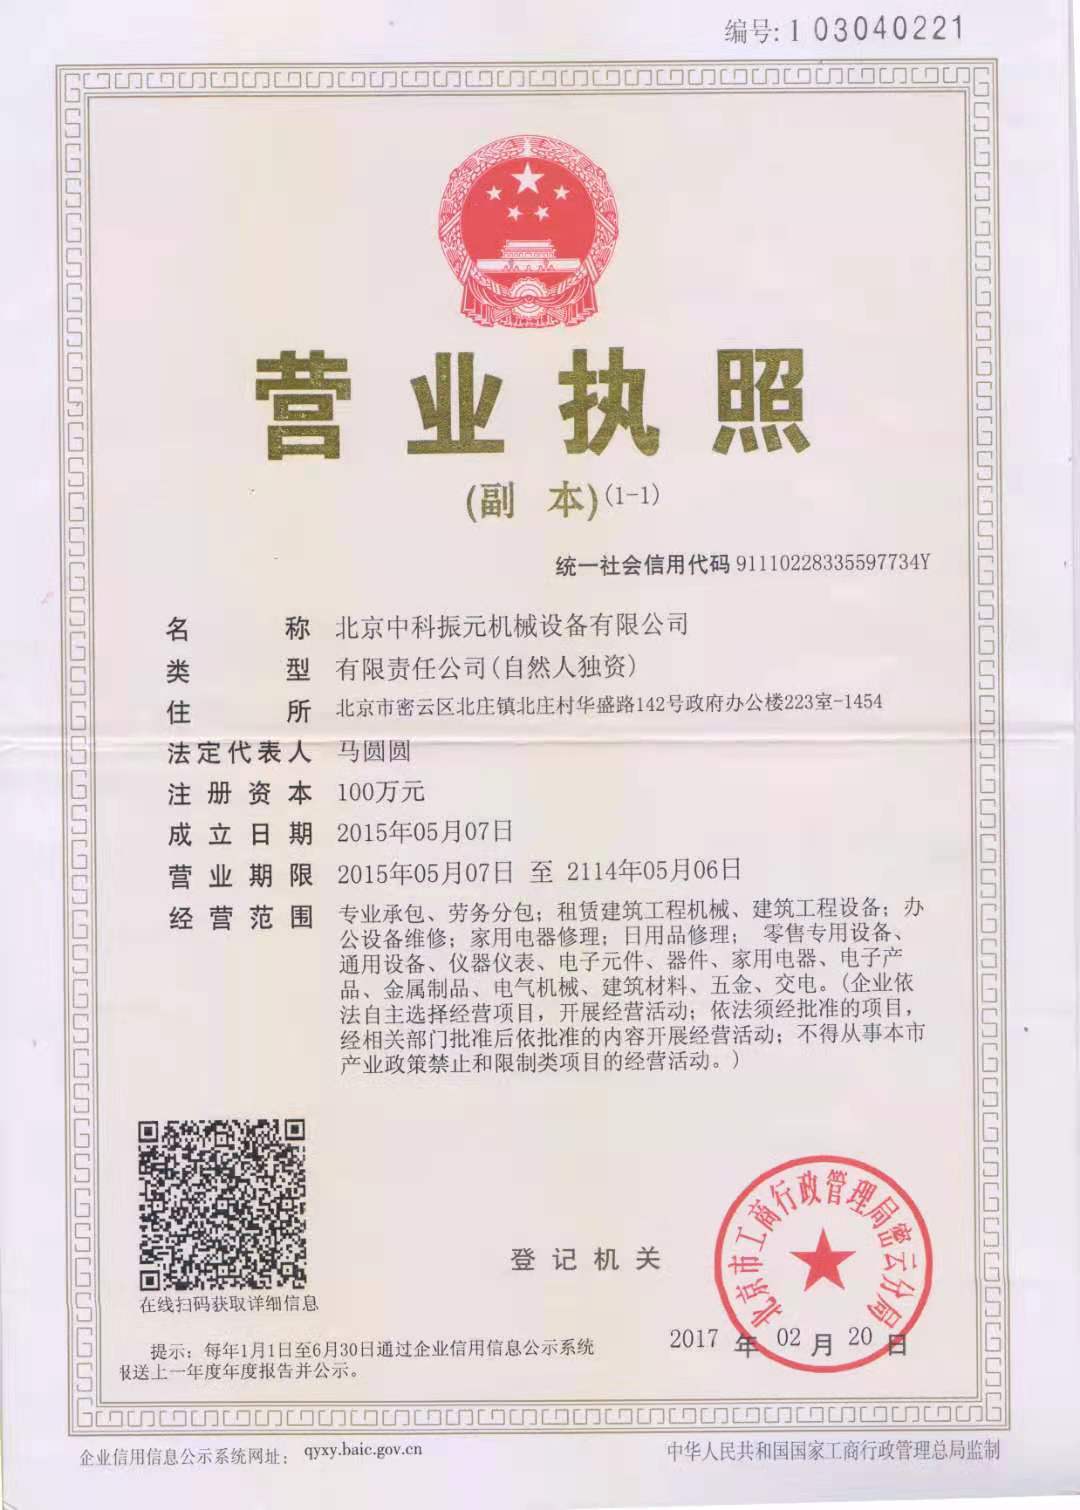 编号: 1 03040221
营业执照
(副 本)(1-1)
统一社会信用代码 91110228335597734Y
名称 北京中科振元机械设备有限公司
类型 有限责任公司(自然人独资)
住所 北京市密云区北庄镇北庄村华盛路142号政府办公楼223室-1454
法定代表人 马圆圆
注册资本 100万元
成立日期 2015年05月07日
营业期限 2015年05月07日 至 2114年05月06日
经营范围 专业承包、劳务分包；租赁建筑工程机械、建筑工程设备；办
公设备维修；家用电器修理；日用品修理； 零售专用设备、
通用设备、仪器仪表、电子元件、器件、家用电器、电子产
品、金属制品、电气机械、建筑材料、五金、交电。(企业依
法自主选择经营项目，开展经营活动；依法须经批准的项目，
经相关部门批准后依批准的内容开展经营活动；不得从事本市
产业政策禁止和限制类项目的经营活动。)
在线扫码获取详细信息
登记机关
北京市工商行政管理局密云分局
2017 年 02 月 20 日
提示：每年1月1日至6月30日通过企业信用信息公示系统
报送上一年度年度报告并公示。
企业信用信息公示系统网址： qyxy.baic.gov.cn
中华人民共和国国家工商行政管理总局监制